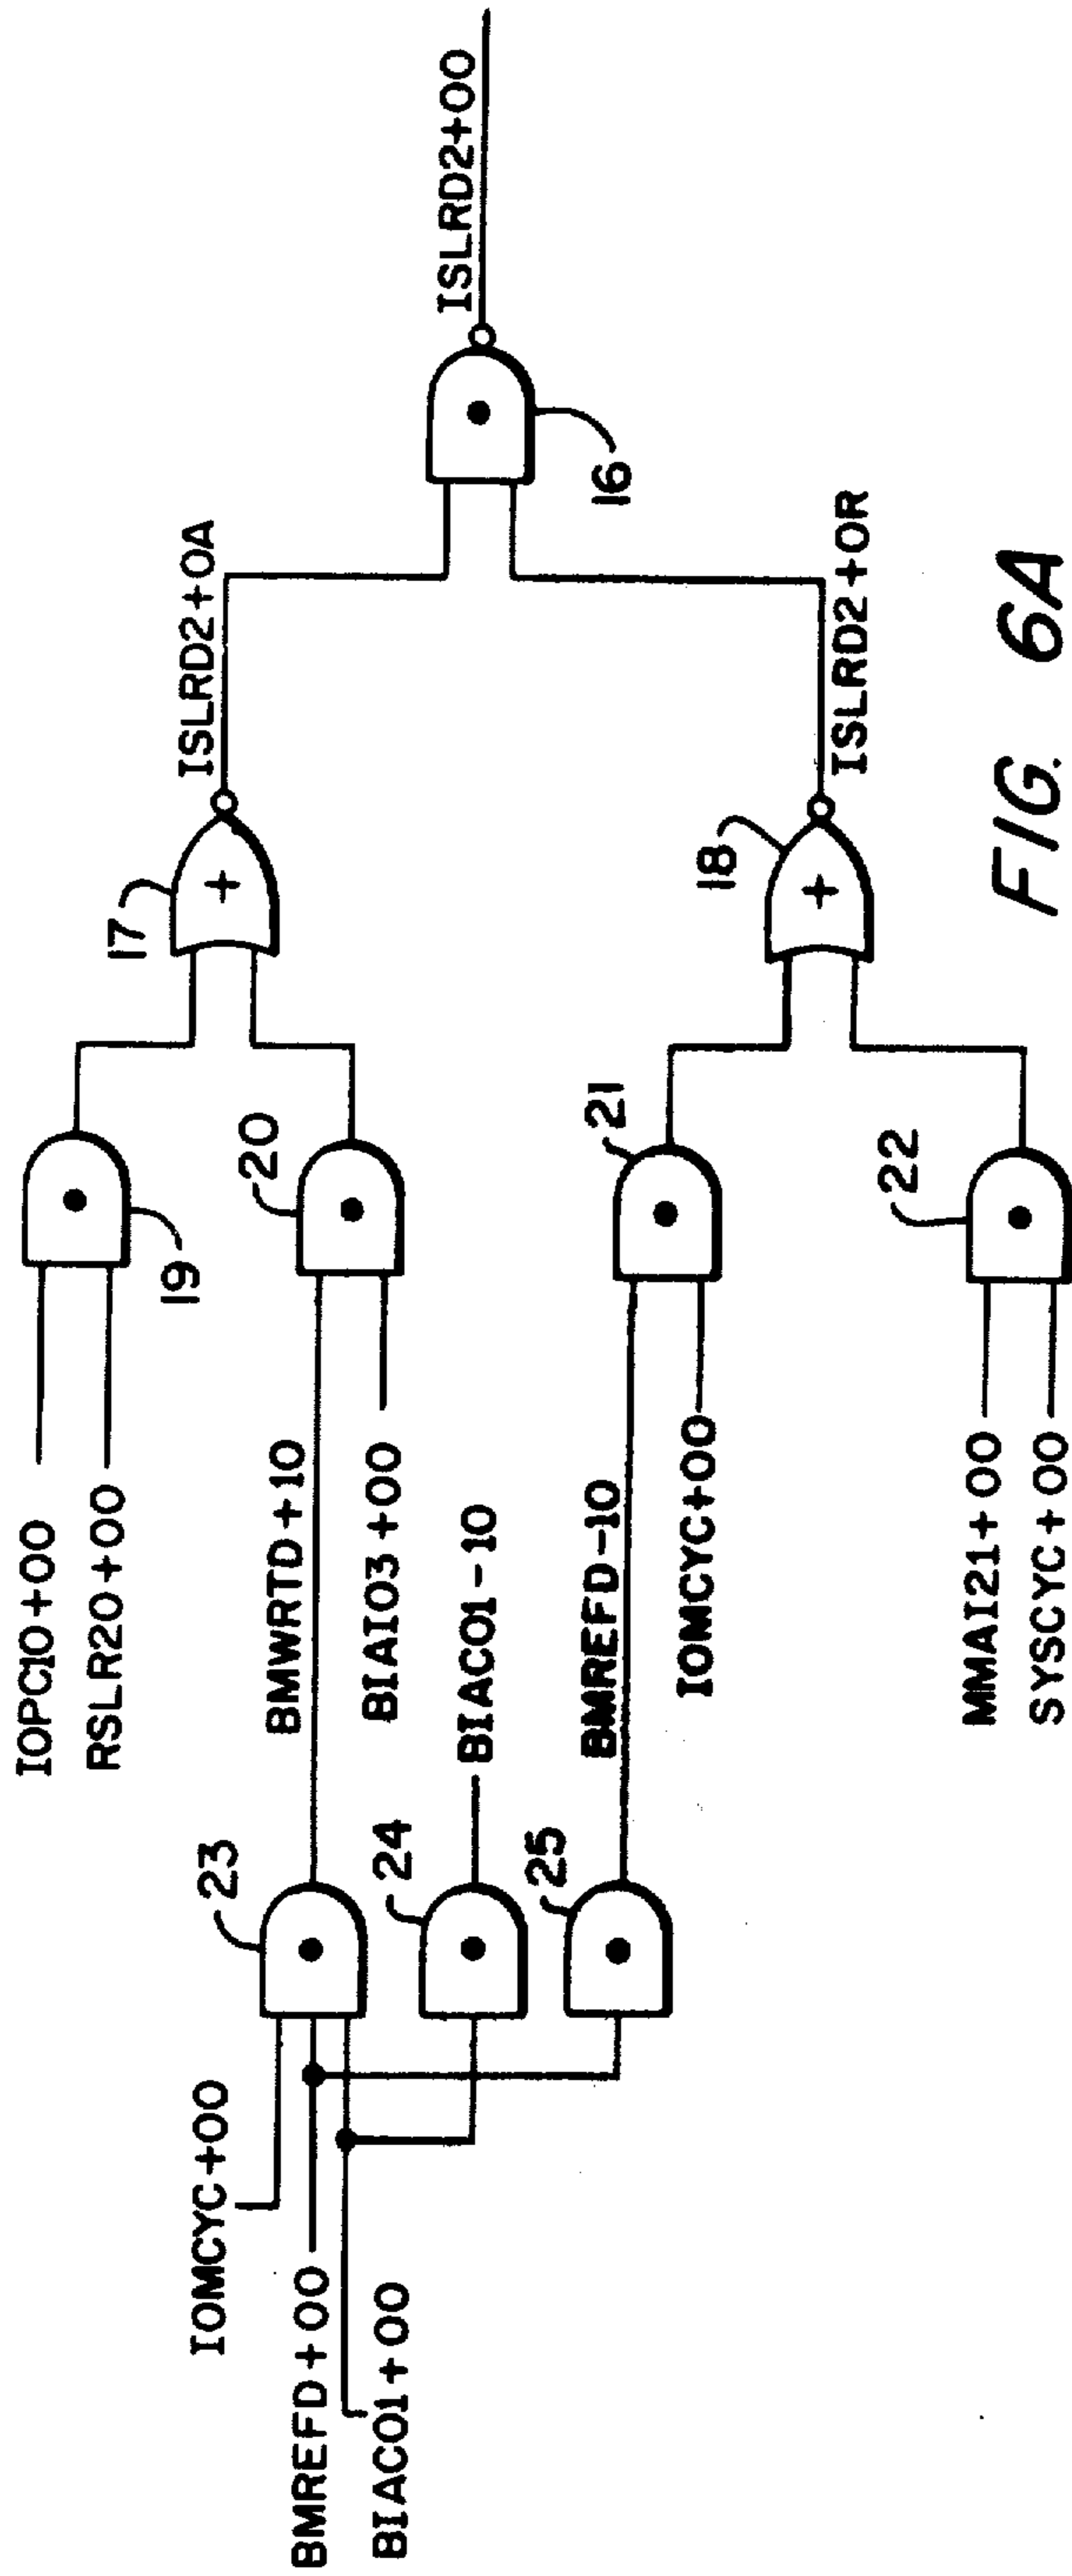 IOPC10+00
RSLR20+00
19
17
ISLRD2+0A
IOMCYC+00
23
BMWRTD+10
20
BMREFD+00
BIAC01+00
BIAI03+00
24
BIAC01-10
16
ISLRD2+00
25
BMREFD-10
21
IOMCYC+00
18
ISLRD2+0R
22
MMAI21+00
SYSCYC+00
FIG. 6A